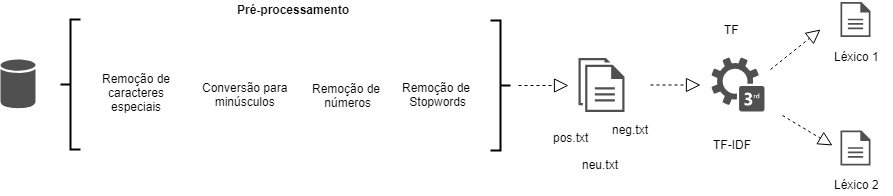 Pré-processamento
Remoção de
caracteres
especiais
Conversão para
minúsculos
Remoção de
números
Remoção de
Stopwords
pos.txt
neg.txt
neu.txt
TF
3rd
TF-IDF
Léxico 1
Léxico 2